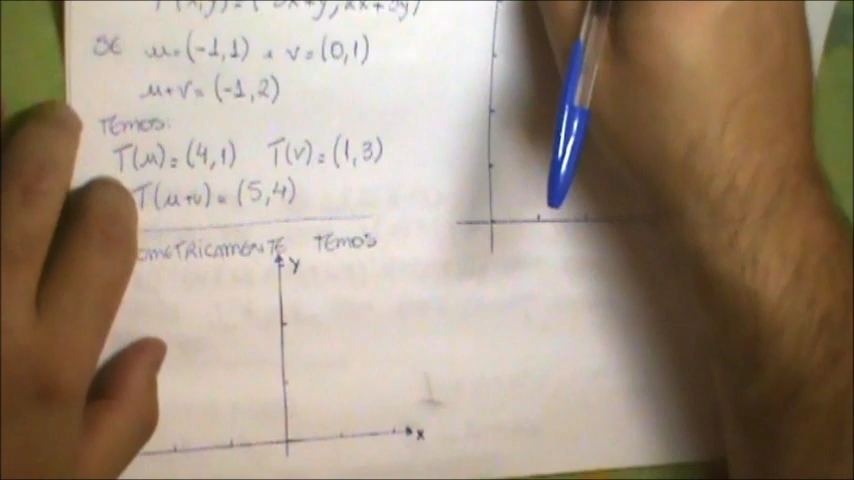 SE u=(-1,1) e v=(0,1)
u+v=(-1,2)
TEMOS:
T(u)=(4,1) T(v)=(1,3)
T(u+v)=(5,4)
TEMOS
Y
X